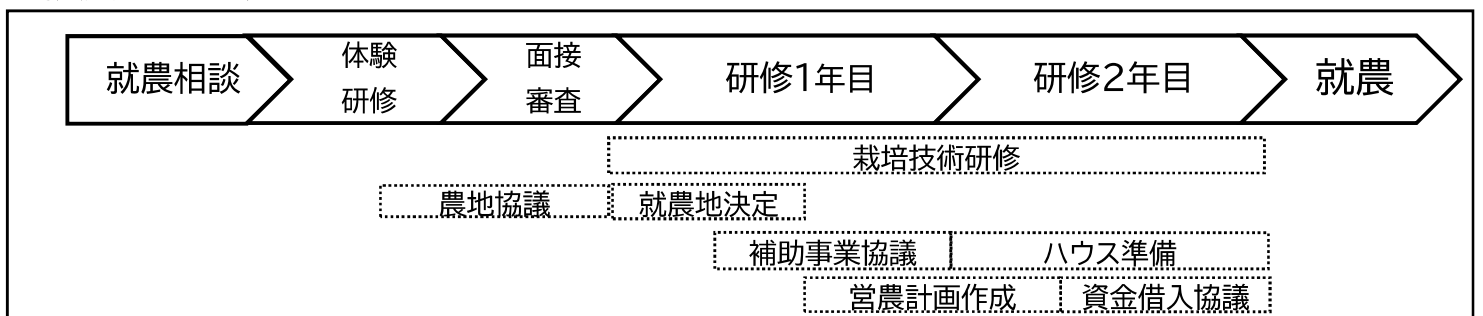 就農相談
体験
研修
面接
審査
研修1年目
研修2年目
就農
栽培技術研修
農地協議
就農地決定
補助事業協議
ハウス準備
営農計画作成
資金借入協議